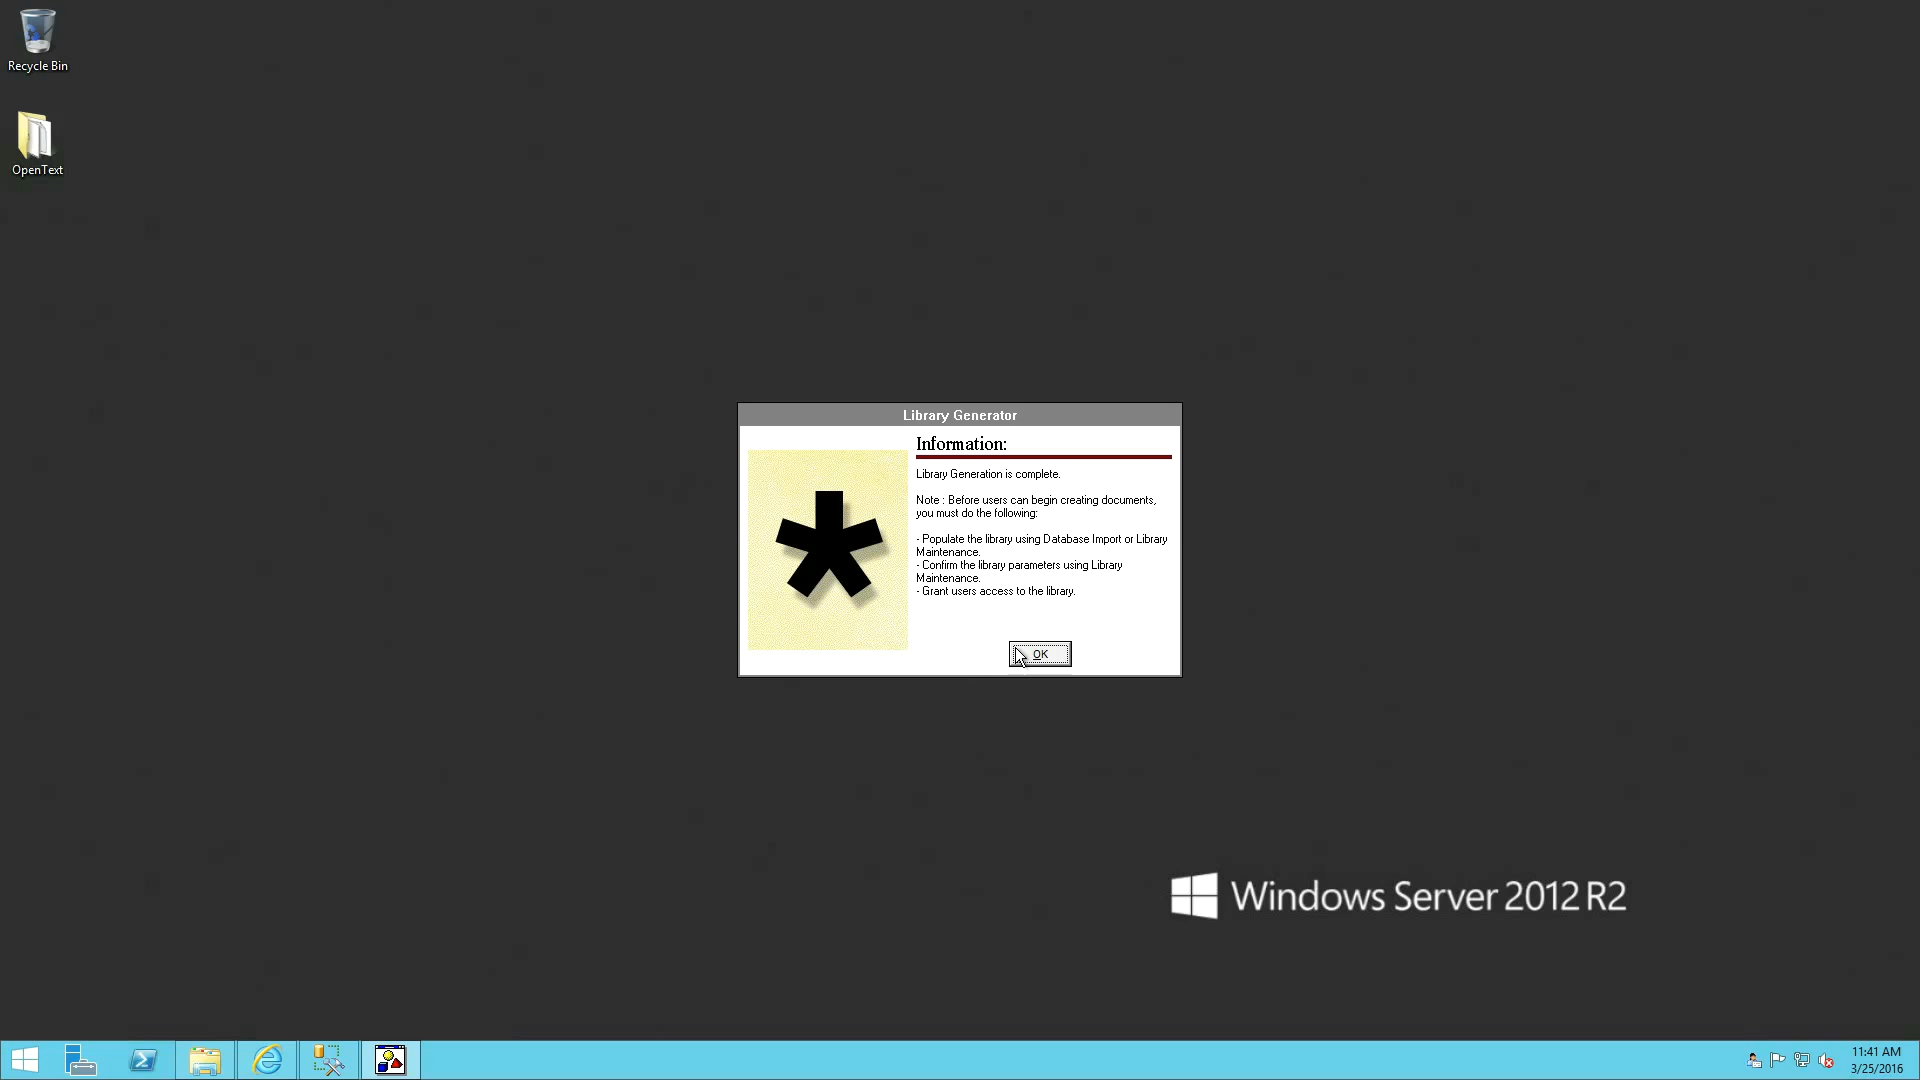 Recycle Bin
OpenText
Library Generator
Information:
Library Generation is complete.
Note : Before users can begin creating documents,
you must do the following:
- Populate the library using Database Import or Library
Maintenance.
- Confirm the library parameters using Library
Maintenance.
- Grant users access to the library.
OK
Windows Server 2012 R2
11:41 AM
3/25/2016